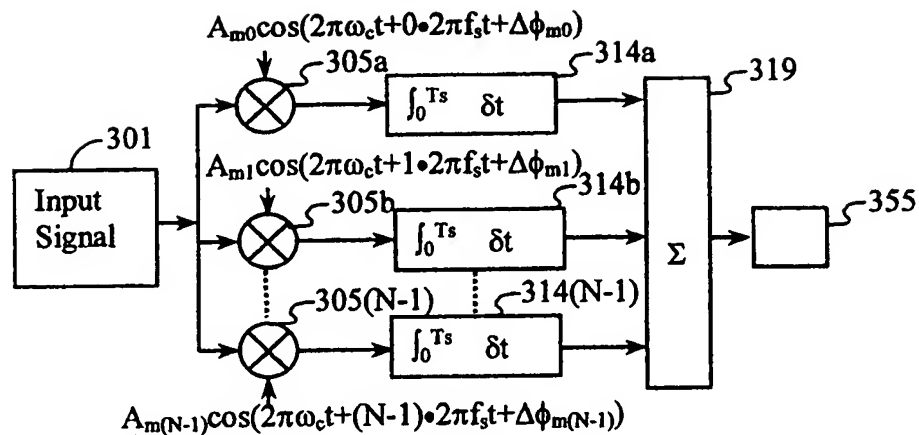 A_m0cos(2πω_ct+0•2πf_st+Δϕ_m0)
305a
314a
319
∫_0^Ts δt
301
Input
Signal
A_m1cos(2πω_ct+1•2πf_st+Δϕ_m1)
305b
314b
355
∫_0^Ts δt
Σ
305(N-1)
314(N-1)
∫_0^Ts δt
A_m(N-1)cos(2πω_ct+(N-1)•2πf_st+Δϕ_m(N-1))